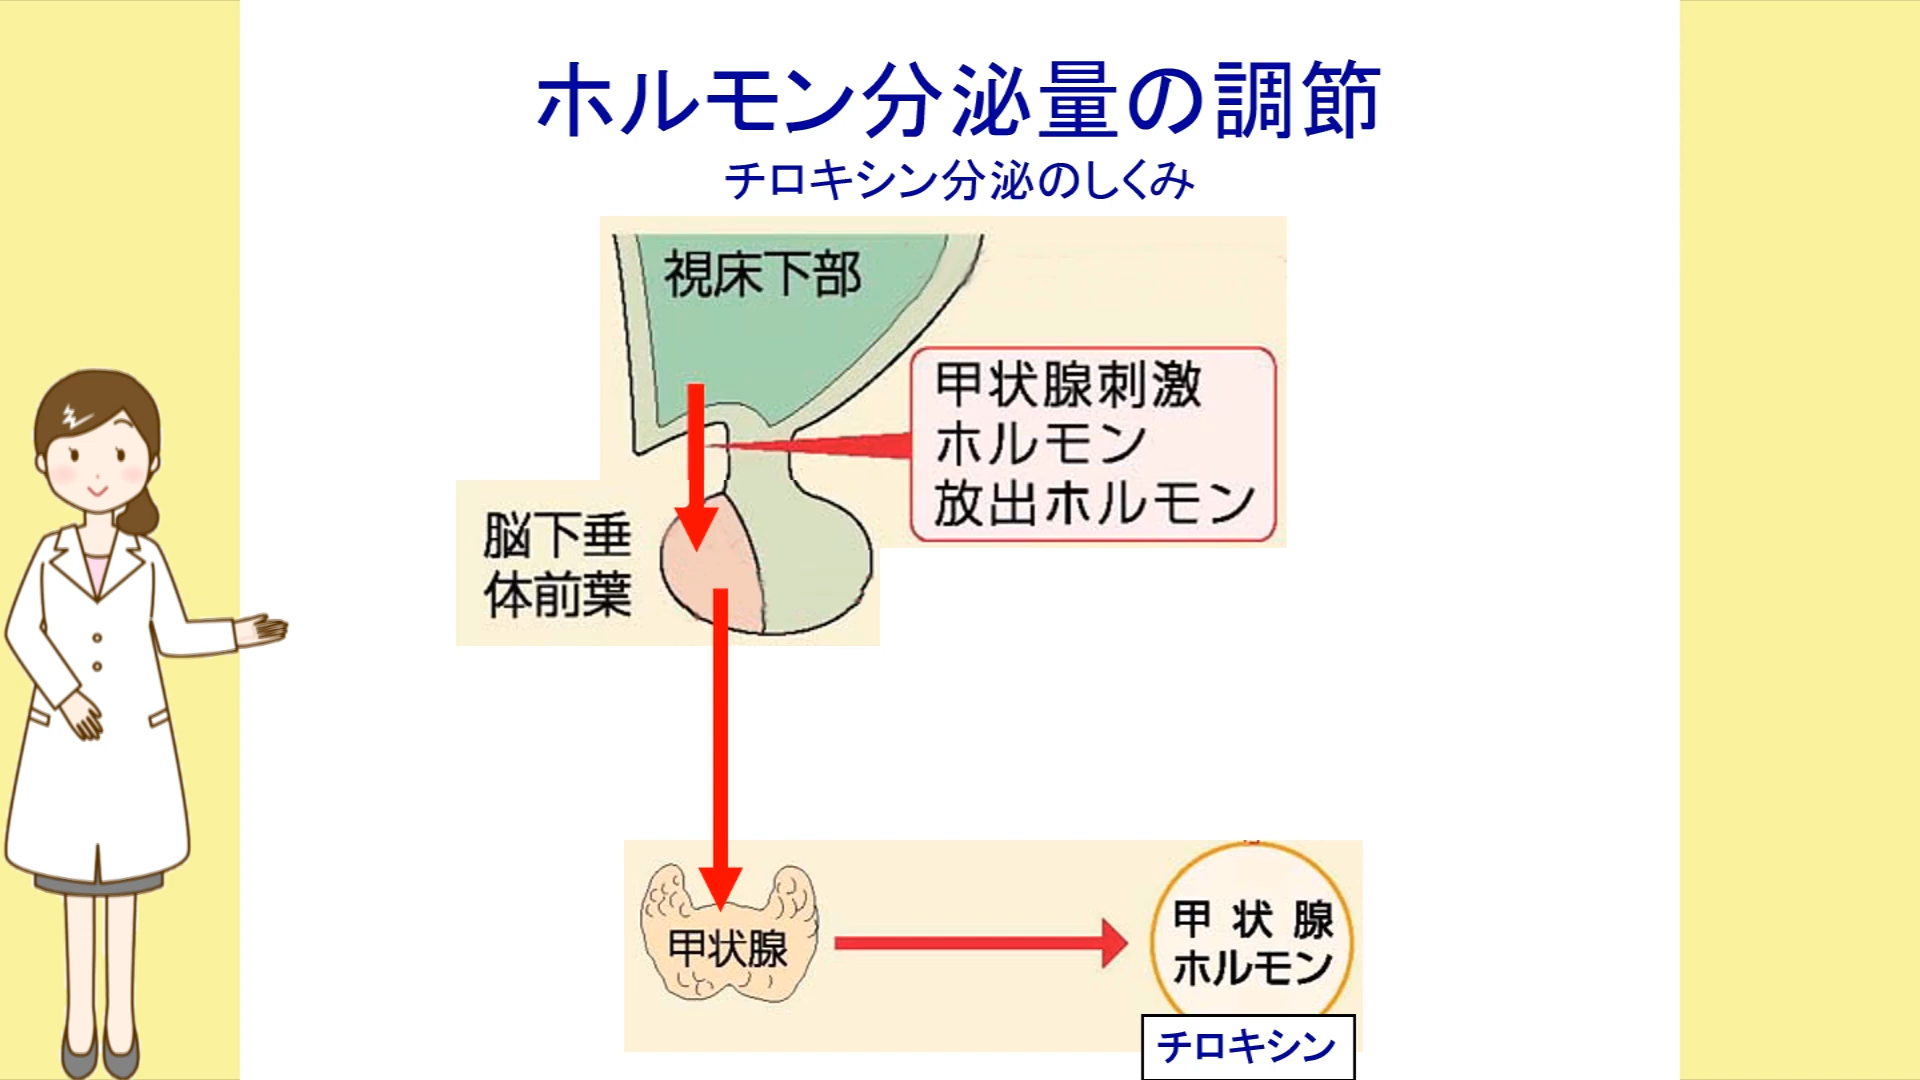 ホルモン分泌量の調節
チロキシン分泌のしくみ
視床下部
甲状腺刺激
ホルモン
放出ホルモン
脳下垂
体前葉
甲状腺
甲状腺
ホルモン
チロキシン